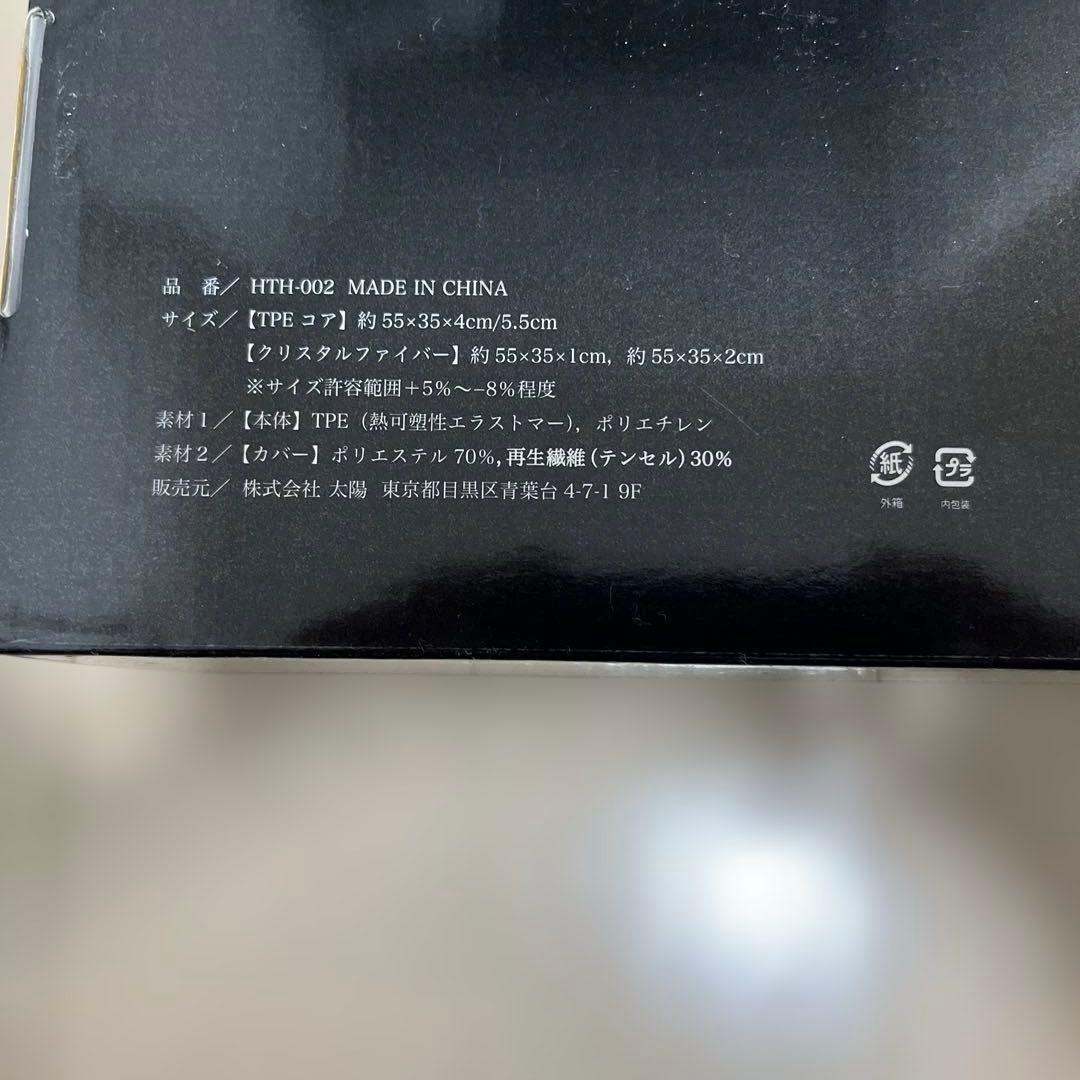 品　番／ HTH-002 MADE IN CHINA
サイズ／【TPE コア】約 55×35×4cm/5.5cm
【クリスタルファイバー】約 55×35×1cm，約 55×35×2cm
※サイズ許容範囲＋5％～−8％程度
素材１／【本体】TPE（熱可塑性エラストマー），ポリエチレン
素材２／【カバー】ポリエステル 70％，再生繊維（テンセル）30％
販売元／ 株式会社 太陽 東京都目黒区青葉台 4-7-1 9F
紙 プラ
外箱 内包装